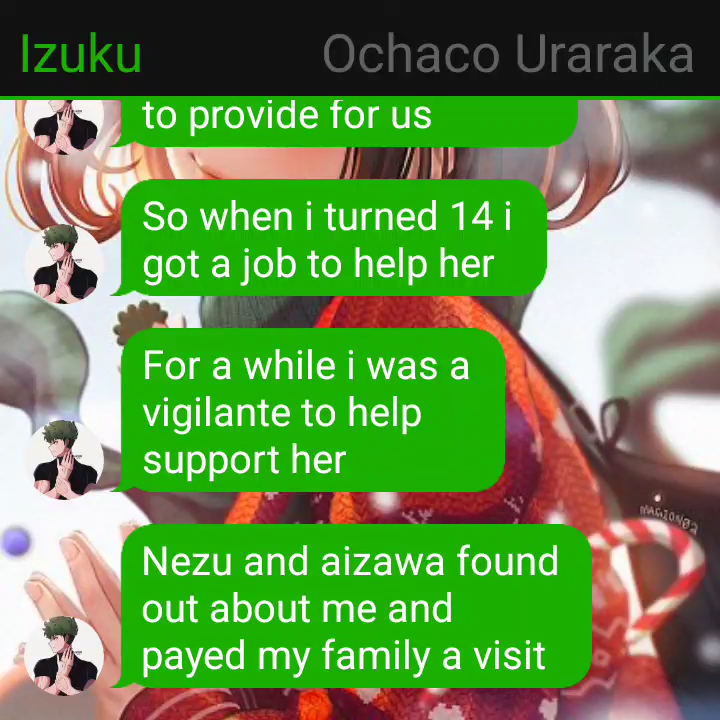 Izuku Ochaco Uraraka
to provide for us
So when i turned 14 i
got a job to help her
For a while i was a
vigilante to help
support her
Nezu and aizawa found
out about me and
payed my family a visit